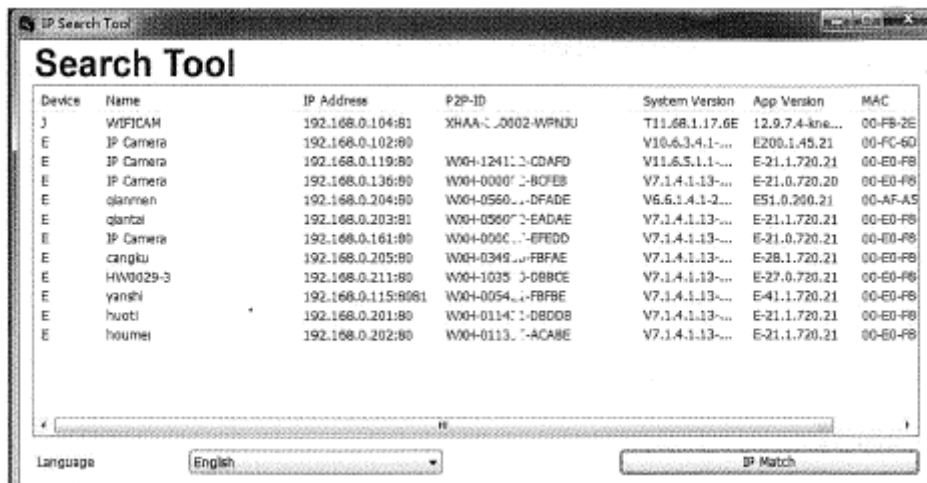 IP Search Tool
Search Tool
Device Name IP Address P2P-ID System Version App Version MAC
J WIFICAM 192.168.0.104:81 T11.68.1.17.6E 12.9.7.4-kne... 00-FB-2E
E IP Camera 192.168.0.102:80 V10.6.3.4.1-... E200.1.45.21 00-FC-6D
E IP Camera 192.168.0.119:80 V11.6.5.1.1-... E-21.1.720.21 00-E0-F8
E IP Camera 192.168.0.136:80 V7.1.4.1.13-... E-21.0.720.20 00-E0-F8
E qianmen 192.168.0.204:80 V6.6.1.4.1-2... E51.0.200.21 00-AF-A5
E qiantai 192.168.0.203:81 V7.1.4.1.13-... E-21.1.720.21 00-E0-F8
E IP Camera 192.168.0.161:80 V7.1.4.1.13-... E-21.0.720.21 00-E0-F8
E cangku 192.168.0.205:80 V7.1.4.1.13-... E-28.1.720.21 00-E0-F8
E HW0029-3 192.168.0.211:80 V7.1.4.1.13-... E-27.0.720.21 00-E0-F8
E yanshi 192.168.0.115:8081 V7.1.4.1.13-... E-41.1.720.21 00-E0-F8
E huoti 192.168.0.201:80 V7.1.4.1.13-... E-21.1.720.21 00-E0-F8
E houmei 192.168.0.202:80 V7.1.4.1.13-... E-21.1.720.21 00-E0-F8
Language English IP Match